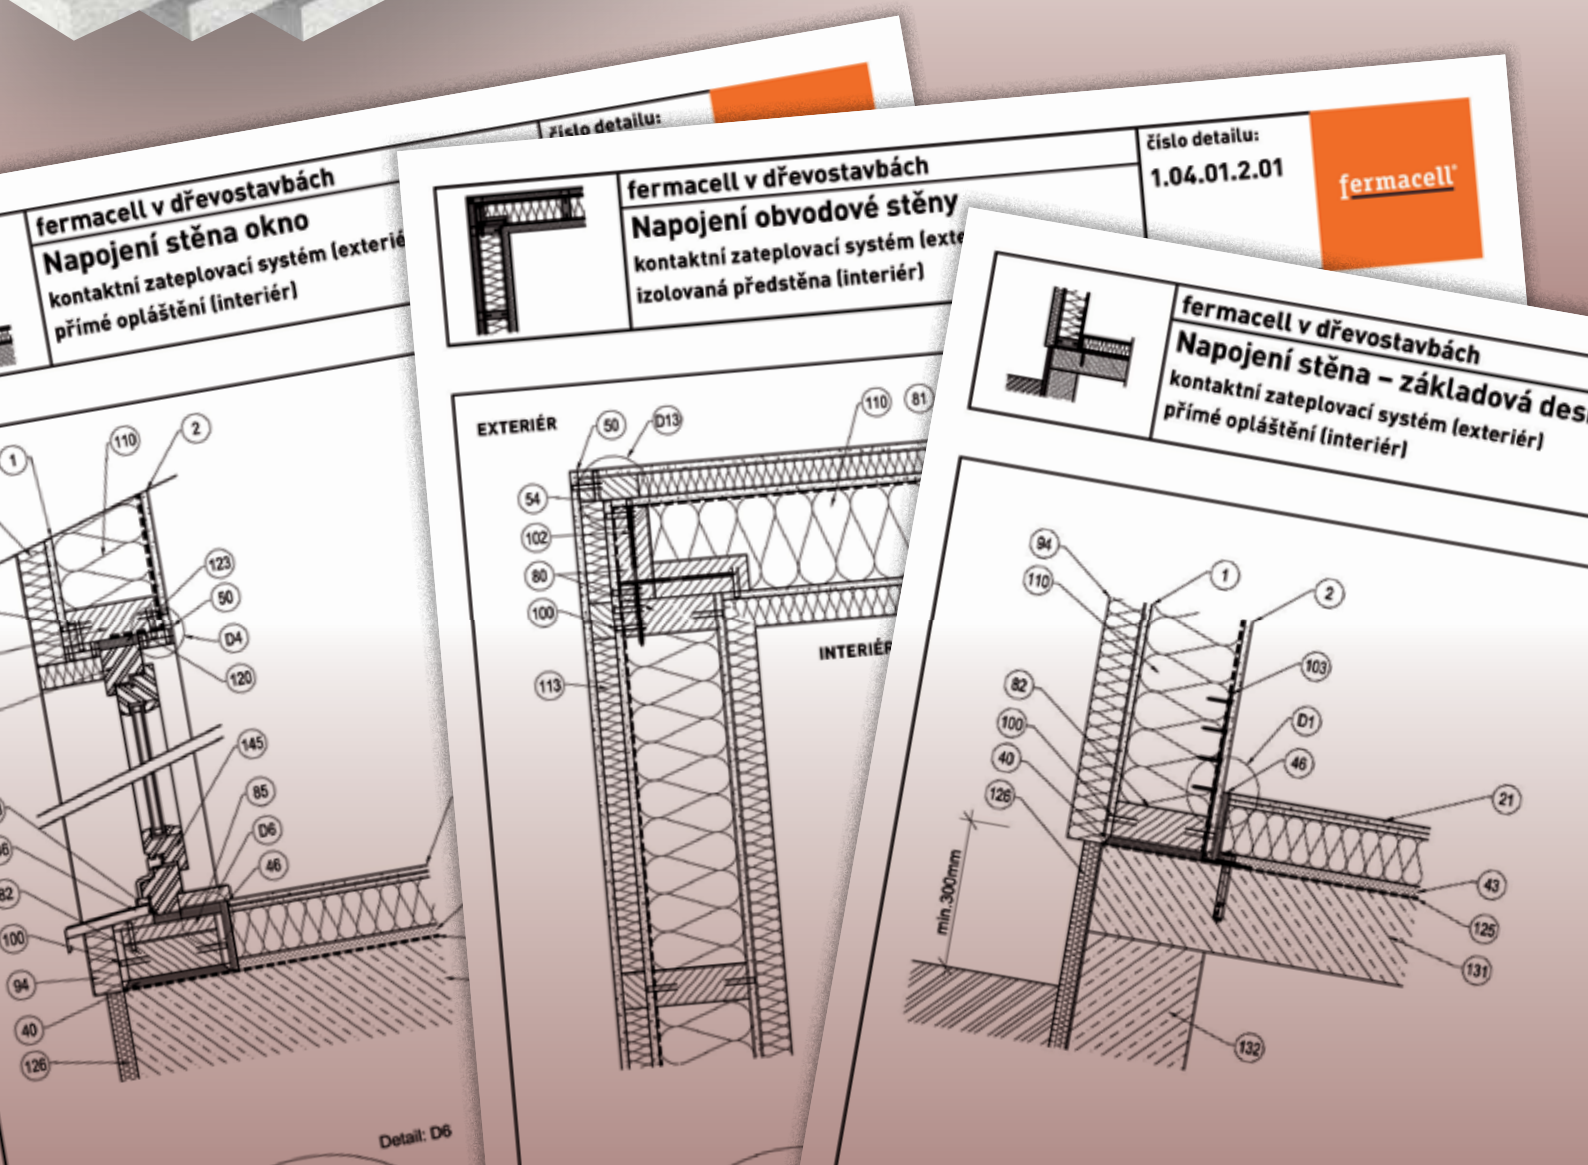 číslo detailu:
fermacell v dřevostavbách
Napojení stěna okno
kontaktní zateplovací systém
přímé opláštění (interiér)
1
110
2
123
50
D4
120
145
85
D6
46
82
100
94
40
126
Detail: D6
fermacell v dřevostavbách
Napojení obvodové stěny
kontaktní zateplovací systém
izolovaná předstěna (interiér)
číslo detailu:
1.04.01.2.01
fermacell®
EXTERIÉR
50
D13
110
81
54
102
80
100
113
INTERIÉR
fermacell v dřevostavbách
Napojení stěna – základová
kontaktní zateplovací systém (exteriér)
přímé opláštění (interiér)
94
110
1
2
103
82
100
40
126
D1
46
21
min.300mm
43
125
131
132